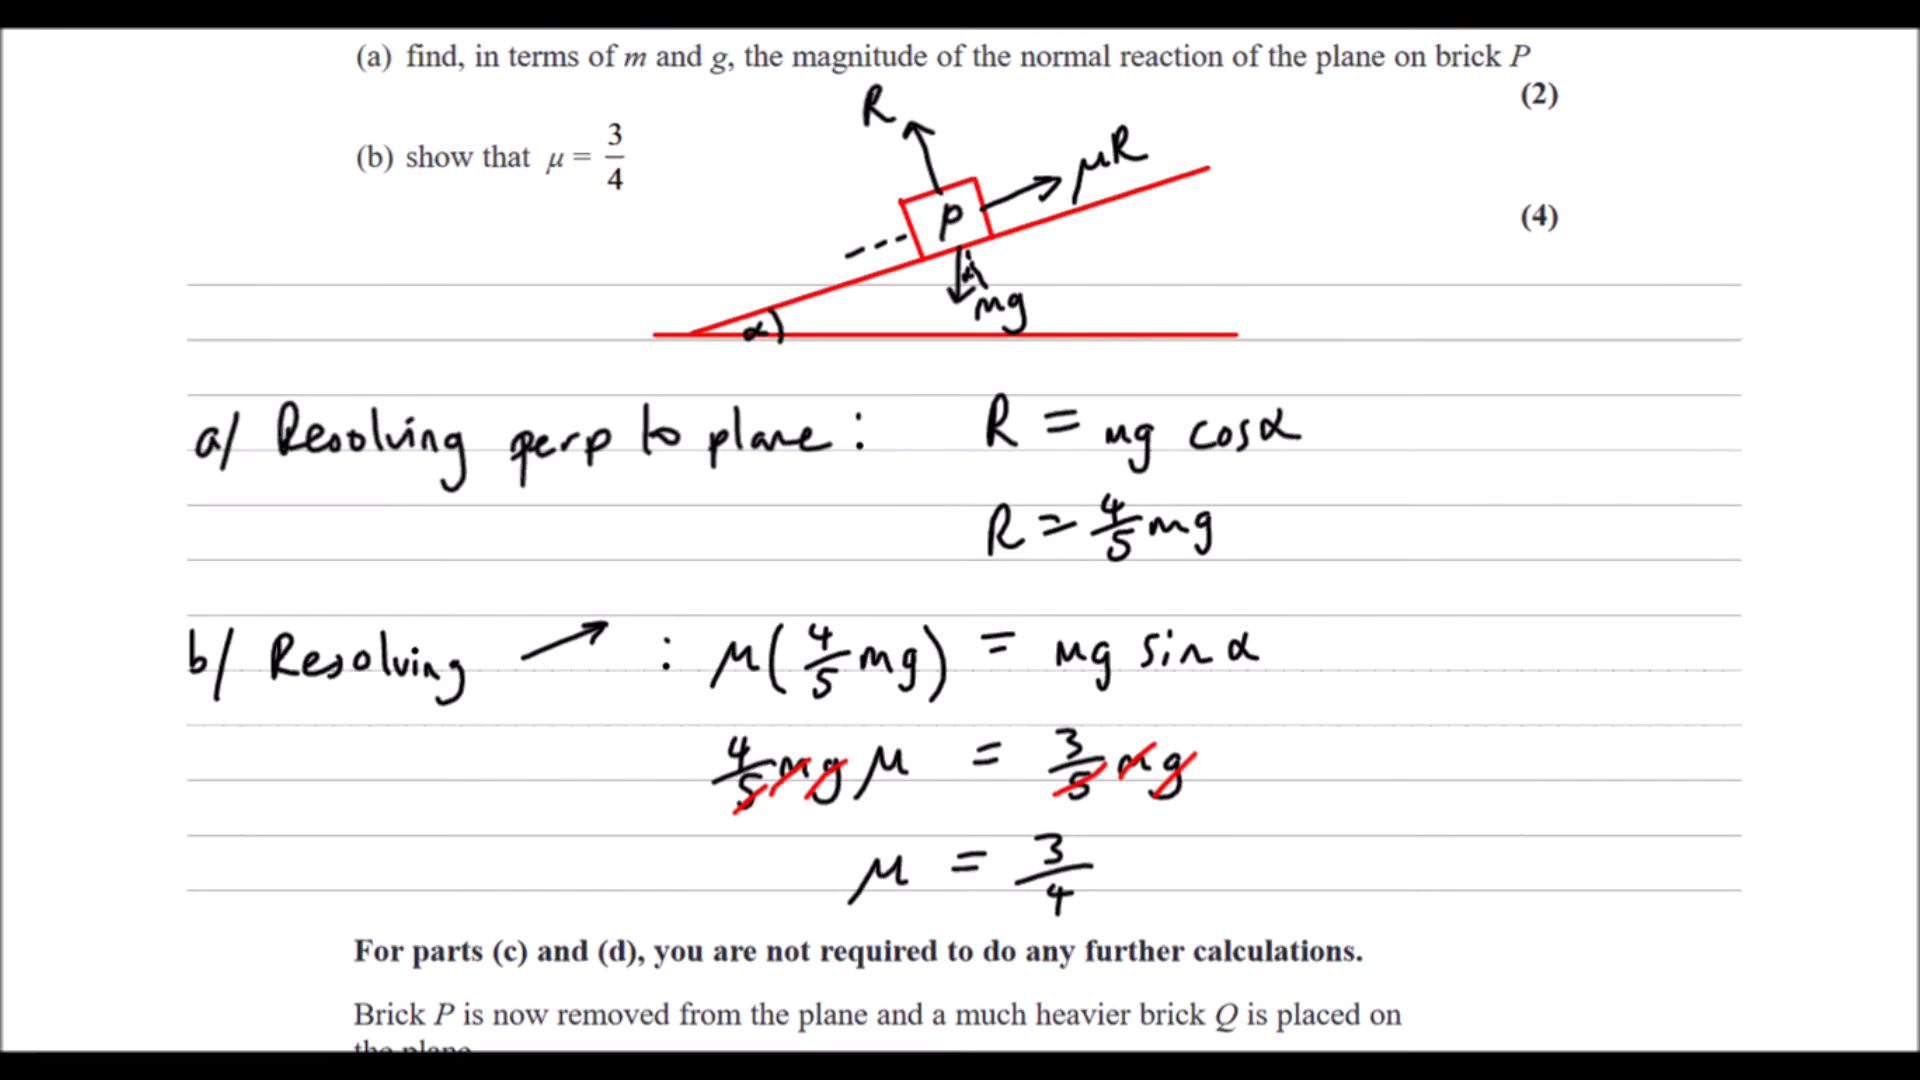 (a) find, in terms of m and g, the magnitude of the normal reaction of the plane on brick P
(2)
R
(b) show that μ = 3/4
μR
P
(4)
mg
α
a/ Resolving perp to plane : R = mg cosα
R = 4/5 mg
b/ Resolving ↗ : μ(4/5 mg) = mg sin α
4/5 mg μ = 3/5 mg
μ = 3/4
For parts (c) and (d), you are not required to do any further calculations.
Brick P is now removed from the plane and a much heavier brick Q is placed on
the plane